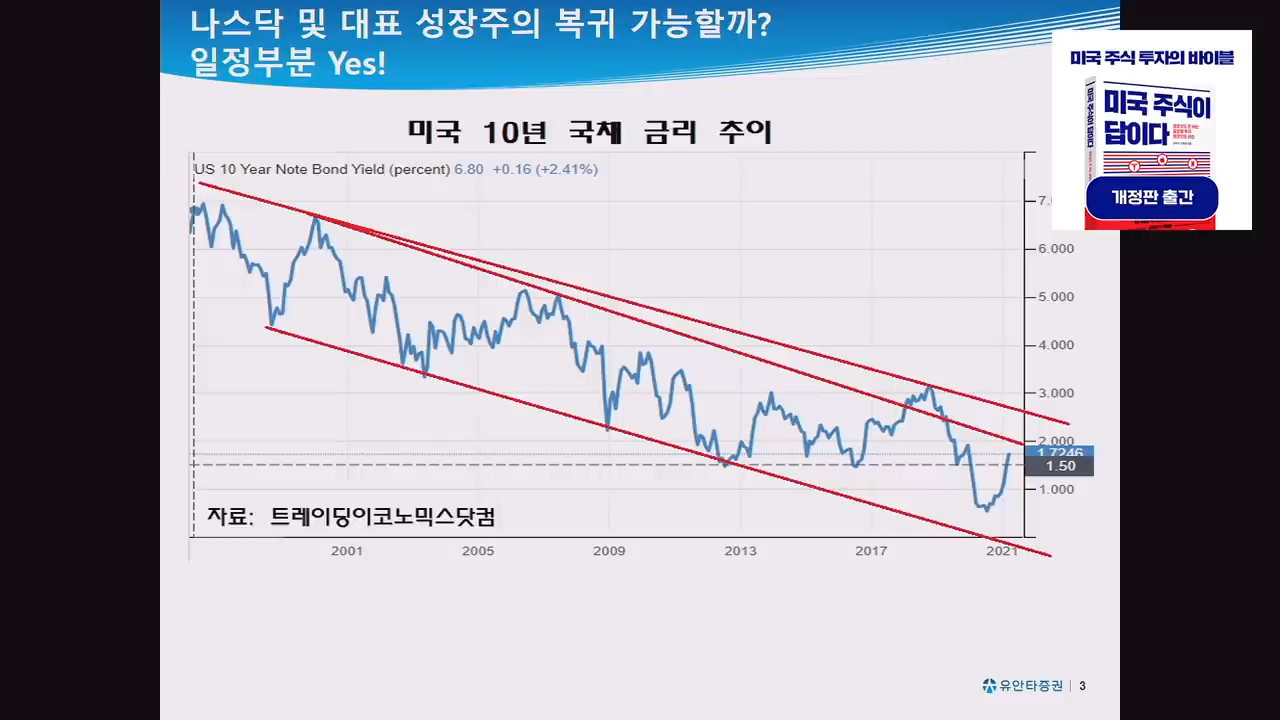 나스닥 및 대표 성장주의 복귀 가능할까?
일정부분 Yes!
미국 주식 투자의 바이블
미국 주식이
답이다
개정판 출간
미국 10년 국채 금리 추이
US 10 Year Note Bond Yield (percent) 6.80 +0.16 (+2.41%)
6.000
5.000
4.000
3.000
2.000
1.7246
1.50
1.000
자료: 트레이딩이코노믹스닷컴
2001 2005 2009 2013 2017 2021
유안타증권 3